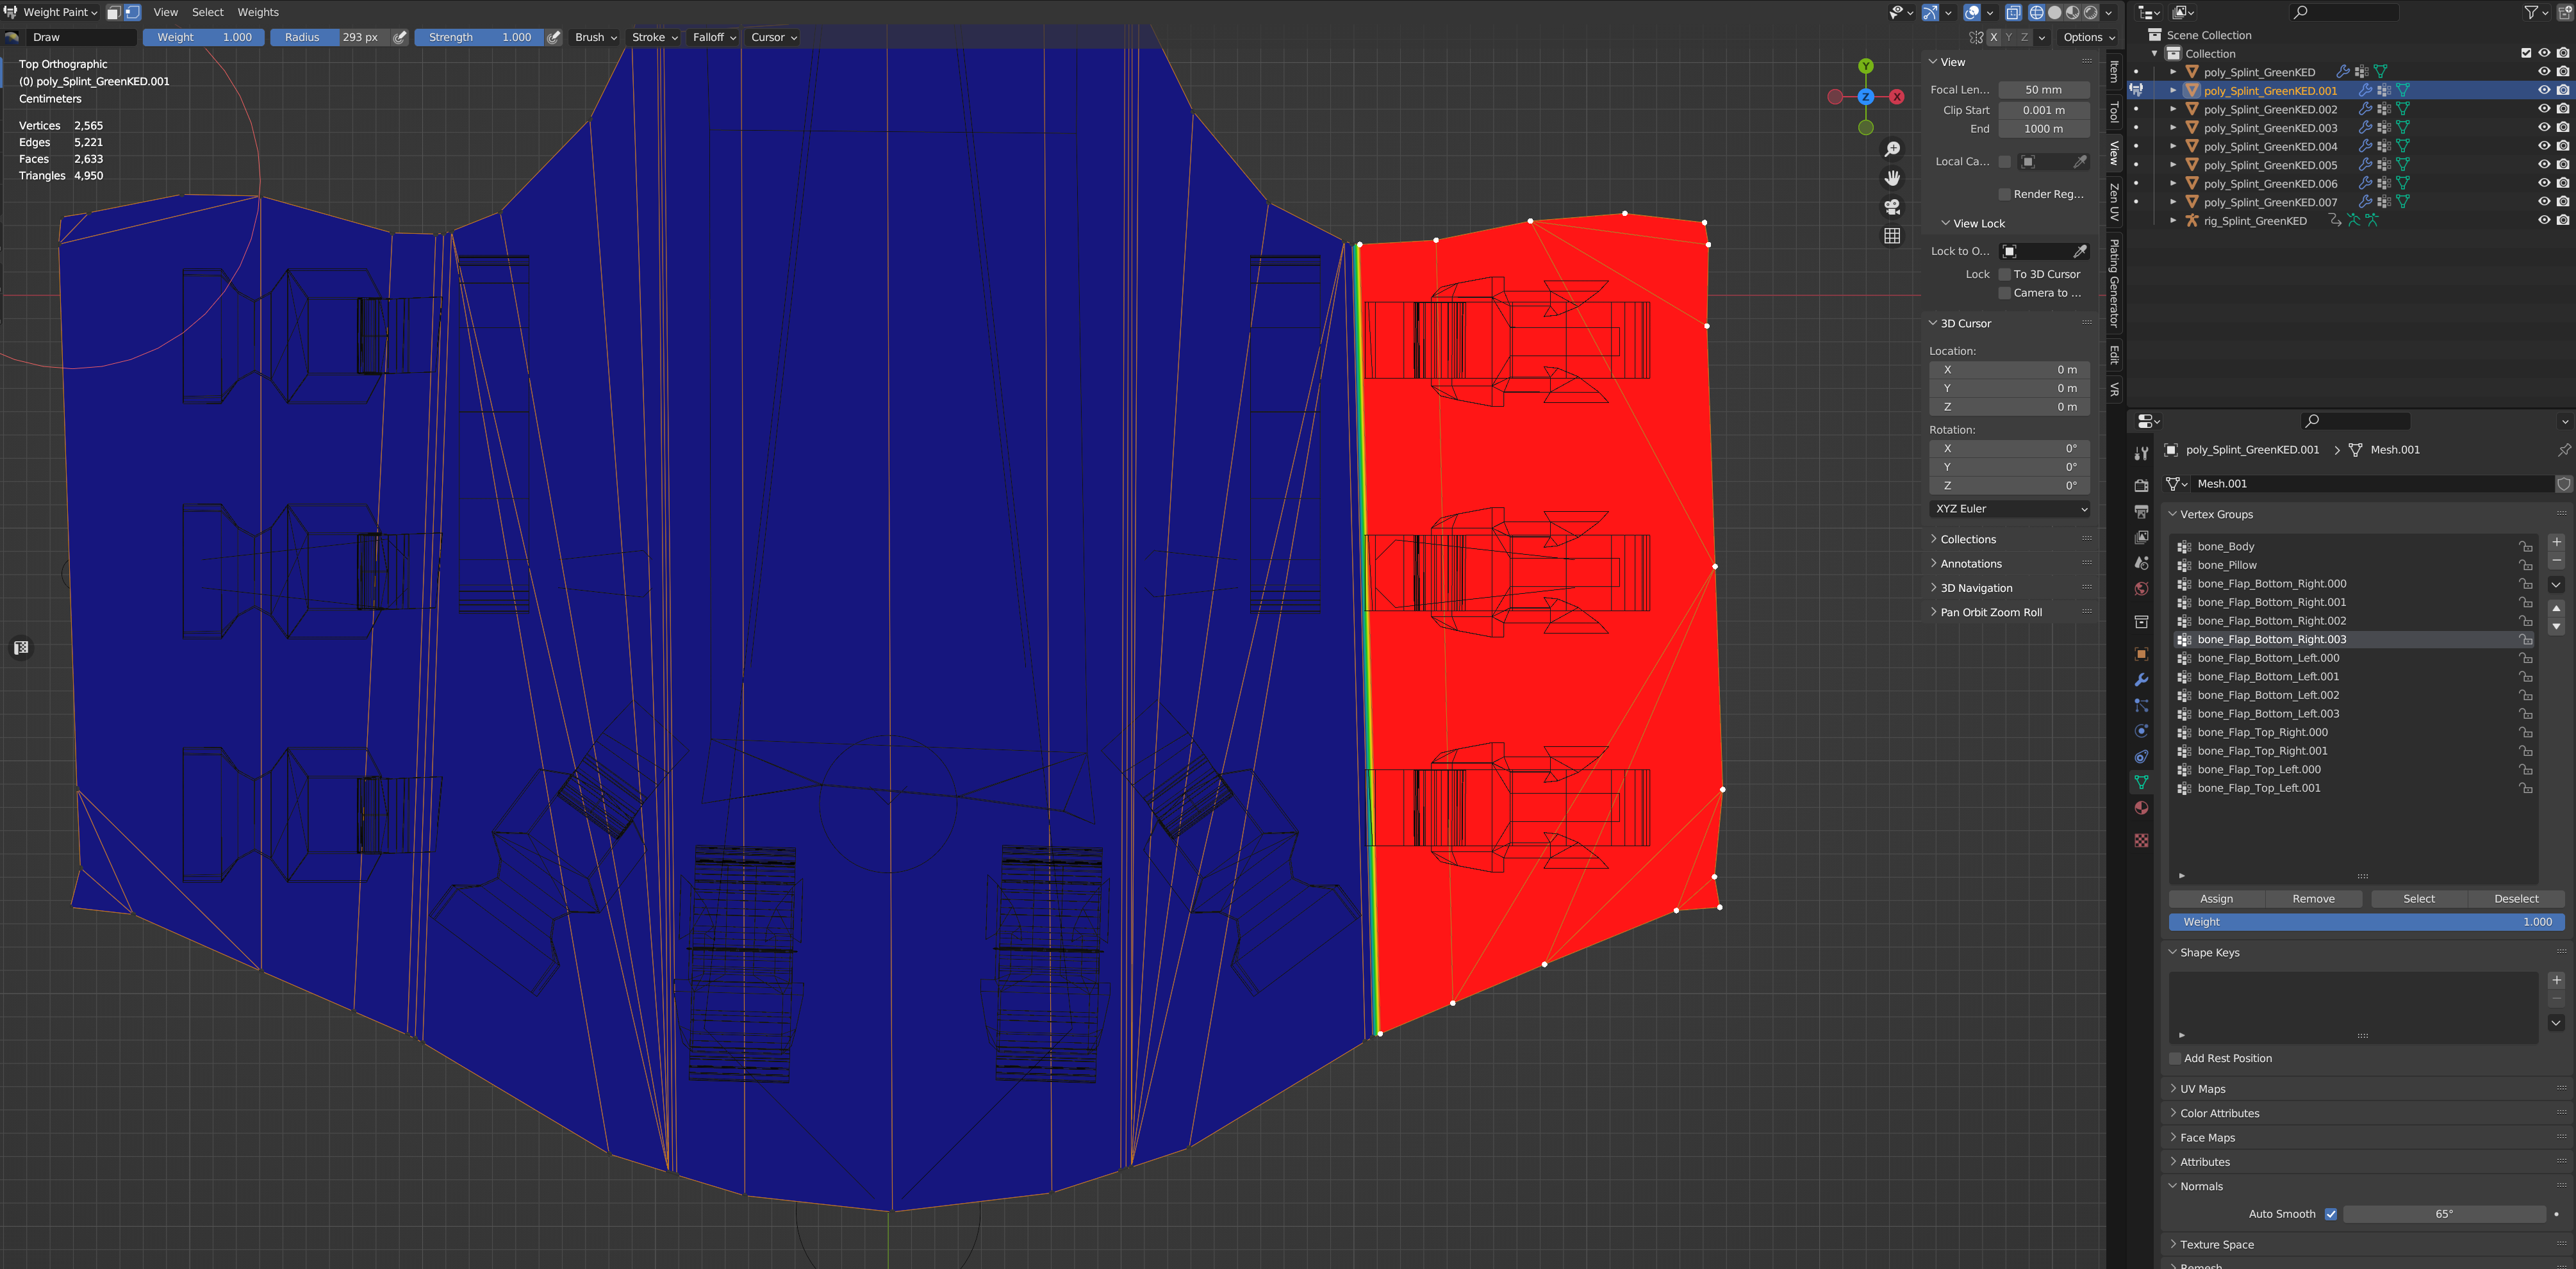 Weight Paint View Select Weights
Draw Weight 1.000 Radius 293 px Strength 1.000 Brush Stroke Falloff Cursor X Y Z Options
Top Orthographic
(0) poly_Splint_GreenKED.001
Centimeters
Vertices 2,565
Edges 5,221
Faces 2,633
Triangles 4,950
Y
Z
X
View
Focal Len... 50 mm
Clip Start 0.001 m
End 1000 m
Local Ca...
Render Reg...
View Lock
Lock to O...
Lock To 3D Cursor
Camera to ...
3D Cursor
Location:
X 0 m
Y 0 m
Z 0 m
Rotation:
X 0°
Y 0°
Z 0°
XYZ Euler
Collections
Annotations
3D Navigation
Pan Orbit Zoom Roll
Item
Tool
View
Zen UV
Plating Generator
Edit
VR
Scene Collection
Collection
poly_Splint_GreenKED
poly_Splint_GreenKED.001
poly_Splint_GreenKED.002
poly_Splint_GreenKED.003
poly_Splint_GreenKED.004
poly_Splint_GreenKED.005
poly_Splint_GreenKED.006
poly_Splint_GreenKED.007
rig_Splint_GreenKED
poly_Splint_GreenKED.001 Mesh.001
Mesh.001
Vertex Groups
bone_Body
bone_Pillow
bone_Flap_Bottom_Right.000
bone_Flap_Bottom_Right.001
bone_Flap_Bottom_Right.002
bone_Flap_Bottom_Right.003
bone_Flap_Bottom_Left.000
bone_Flap_Bottom_Left.001
bone_Flap_Bottom_Left.002
bone_Flap_Bottom_Left.003
bone_Flap_Top_Right.000
bone_Flap_Top_Right.001
bone_Flap_Top_Left.000
bone_Flap_Top_Left.001
Assign Remove Select Deselect
Weight 1.000
Shape Keys
Add Rest Position
UV Maps
Color Attributes
Face Maps
Attributes
Normals
Auto Smooth 65°
Texture Space
Remesh